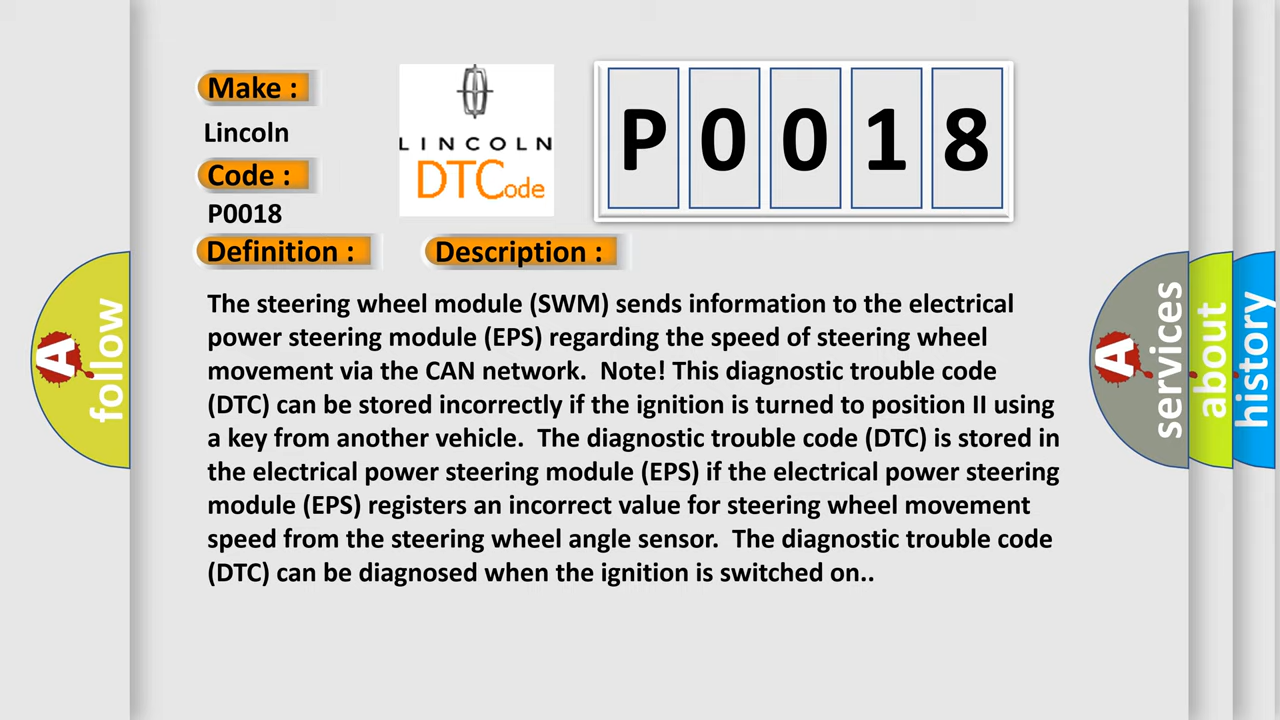 Make :
Lincoln
Code :
P0018
LINCOLN
DTCode
P0018
Definition :
Description :
The steering wheel module (SWM) sends information to the electrical
power steering module (EPS) regarding the speed of steering wheel
movement via the CAN network. Note! This diagnostic trouble code
(DTC) can be stored incorrectly if the ignition is turned to position II using
a key from another vehicle. The diagnostic trouble code (DTC) is stored in
the electrical power steering module (EPS) if the electrical power steering
module (EPS) registers an incorrect value for steering wheel movement
speed from the steering wheel angle sensor. The diagnostic trouble code
(DTC) can be diagnosed when the ignition is switched on..
A
follow
A
services
about
history